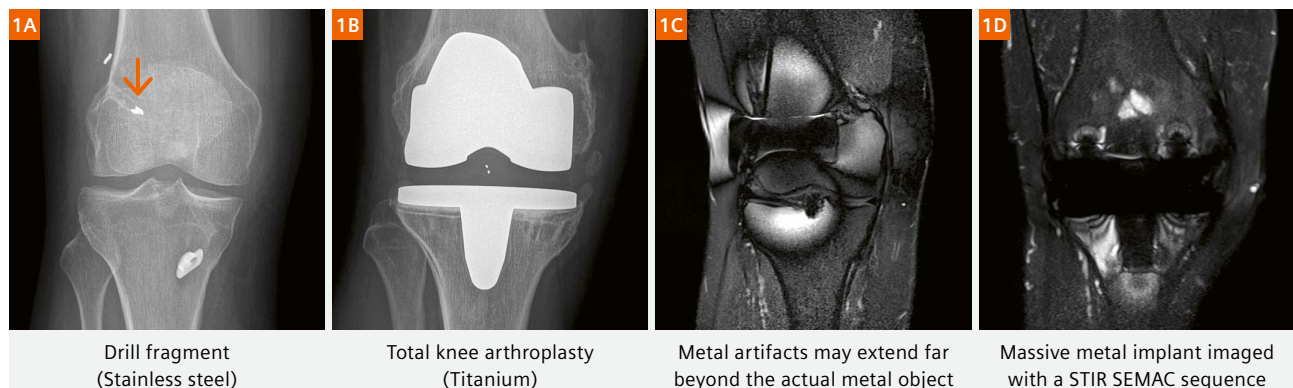 1A
1B
1C
1D
Drill fragment
(Stainless steel)
Total knee arthroplasty
(Titanium)
Metal artifacts may extend far
beyond the actual metal object
Massive metal implant imaged
with a STIR SEMAC sequence